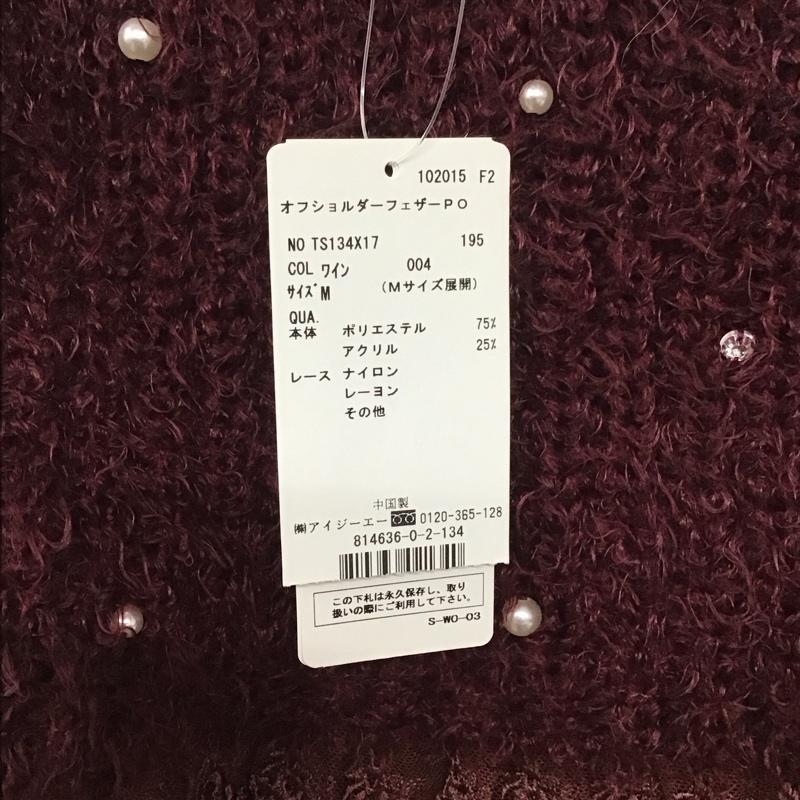 102015 F2
オフショルダーフェザーPO
NO TS134X17 195
COL ワイン 004
ｻｲｽﾞ M (Mサイズ展開)
QUA.
本体 ポリエステル 75%
アクリル 25%
レース ナイロン
レーヨン
その他
中国製
㈱アイジーエー 0120-365-128
814636-0-2-134
この下札は永久保存し、取り
扱いの際にご利用して下さい。
S-WO-03